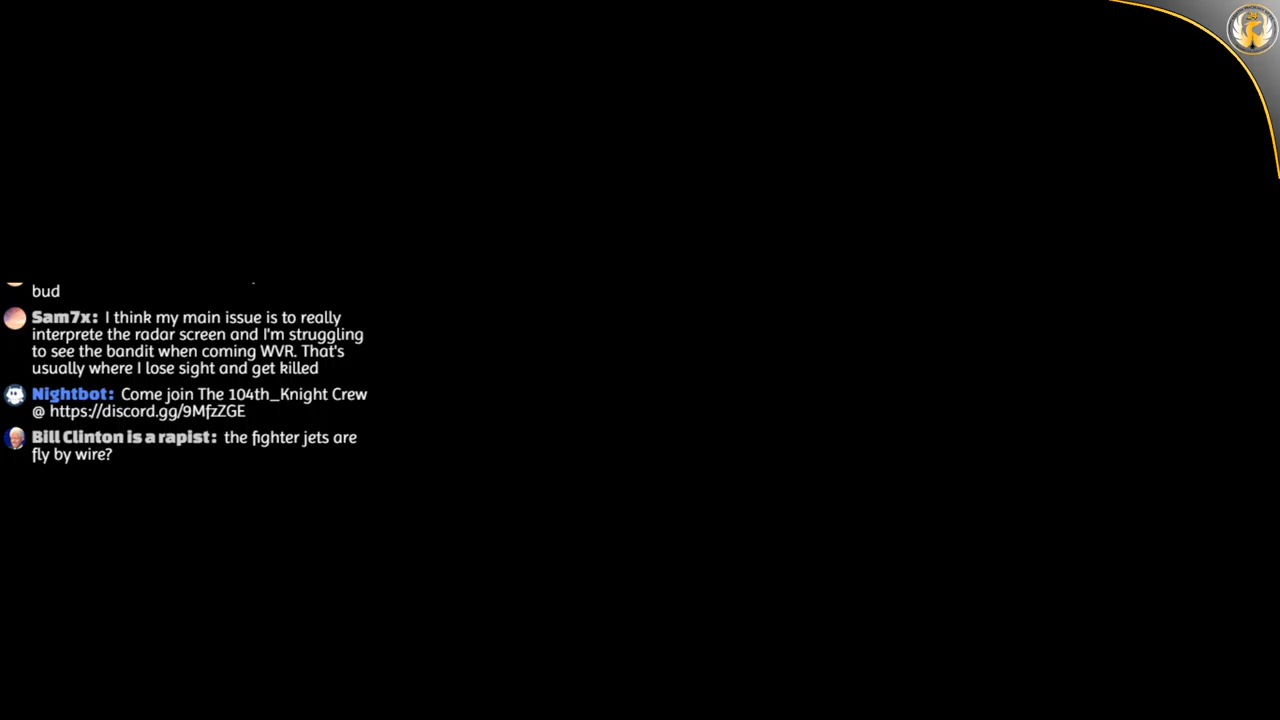 bud
Sam7x: I think my main issue is to really
interprete the radar screen and I'm struggling
to see the bandit when coming WVR. That's
usually where I lose sight and get killed
Nightbot: Come join The 104th_Knight Crew
@ https://discord.gg/9MfzZGE
Bill Clinton is a rapist: the fighter jets are
fly by wire?